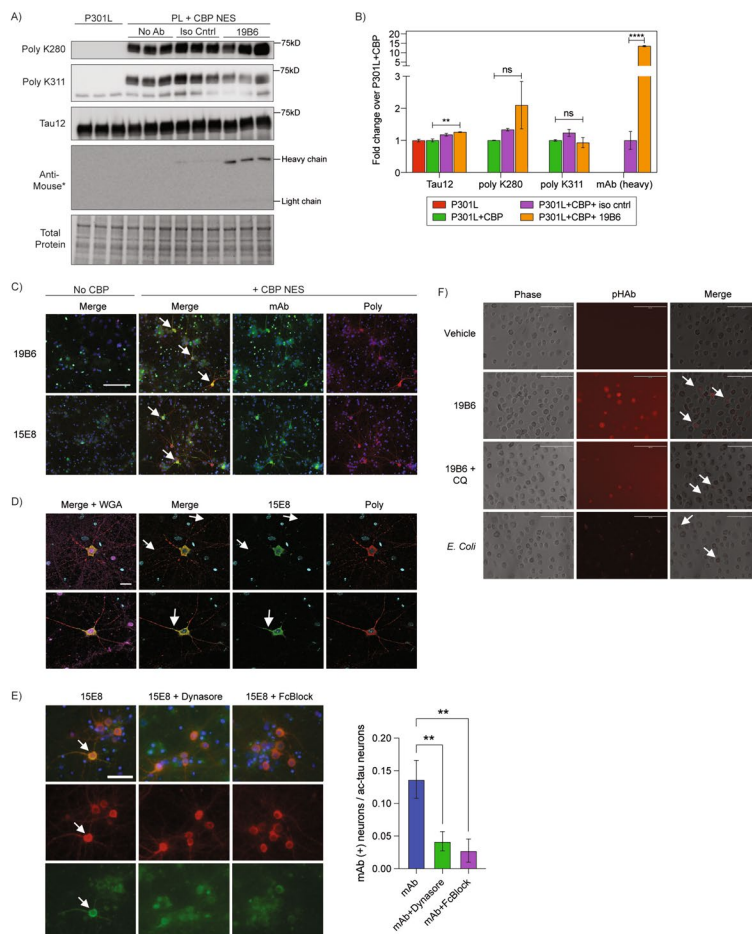 A)
P301L
PL + CBP NES
No Ab
Iso Cntrl
19B6
Poly K280
75kD
Poly K311
75kD
Tau12
75kD
Anti-
Mouse*
Heavy chain
Light chain
Total
Protein
B)
Fold change over P301L+CBP
20
15
10
5
4
3
2
1
0
ns
ns
**
****
Tau12
poly K280
poly K311
mAb (heavy)
P301L
P301L+CBP
P301L+CBP+ iso cntrl
P301L+CBP+ 19B6
C)
No CBP
+ CBP NES
Merge
Merge
mAb
Poly
19B6
15E8
D)
Merge + WGA
Merge
15E8
Poly
E)
15E8
15E8 + Dynasore
15E8 + FcBlock
mAb (+) neurons / ac-tau neurons
0.20
0.15
0.10
0.05
0.00
**
**
mAb
mAb+Dynasore
mAb+FcBlock
F)
Phase
pHAb
Merge
Vehicle
19B6
19B6 +
CQ
E. Coli